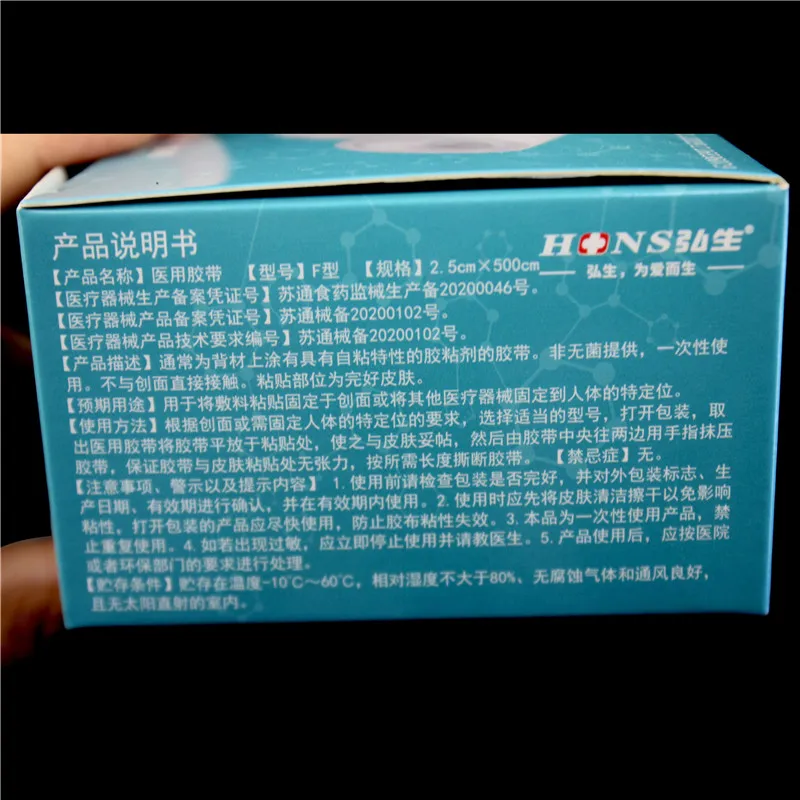 HONS弘生®
弘生，为爱而生
产品说明书
【产品名称】医用胶带 【型号】F型 【规格】2.5cm×500cm
【医疗器械生产备案凭证号】苏通食药监械生产备20200046号。
【医疗器械产品备案凭证号】苏通械备20200102号。
【医疗器械产品技术要求编号】苏通械备20200102号。
【产品描述】通常为背材上涂有具有自粘特性的胶粘剂的胶带。非无菌提供，一次性使
用。不与创面直接接触。粘贴部位为完好皮肤。
【预期用途】用于将敷料粘贴固定于创面或将其他医疗器械固定到人体的特定位。
【使用方法】根据创面或需固定人体的特定位的要求，选择适当的型号，打开包装，取
出医用胶带将胶带平放于粘贴处，使之与皮肤妥帖，然后由胶带中央往两边用手指抹压
胶带，保证胶带与皮肤粘贴处无张力，按所需长度撕断胶带。【禁忌症】无。
【注意事项、警示以及提示内容】1.使用前请检查包装是否完好，并对外包装标志、生
产日期、有效期进行确认，并在有效期内使用。2.使用时应先将皮肤清洁擦干以免影响
粘性，打开包装的产品应尽快使用，防止胶布粘性失效。3.本品为一次性使用产品，禁
止重复使用。4.如若出现过敏，应立即停止使用并请教医生。5.产品使用后，应按医院
或者环保部门的要求进行处理。
【贮存条件】贮存在温度-10℃～60℃，相对湿度不大于80%、无腐蚀气体和通风良好，
且无太阳直射的室内。